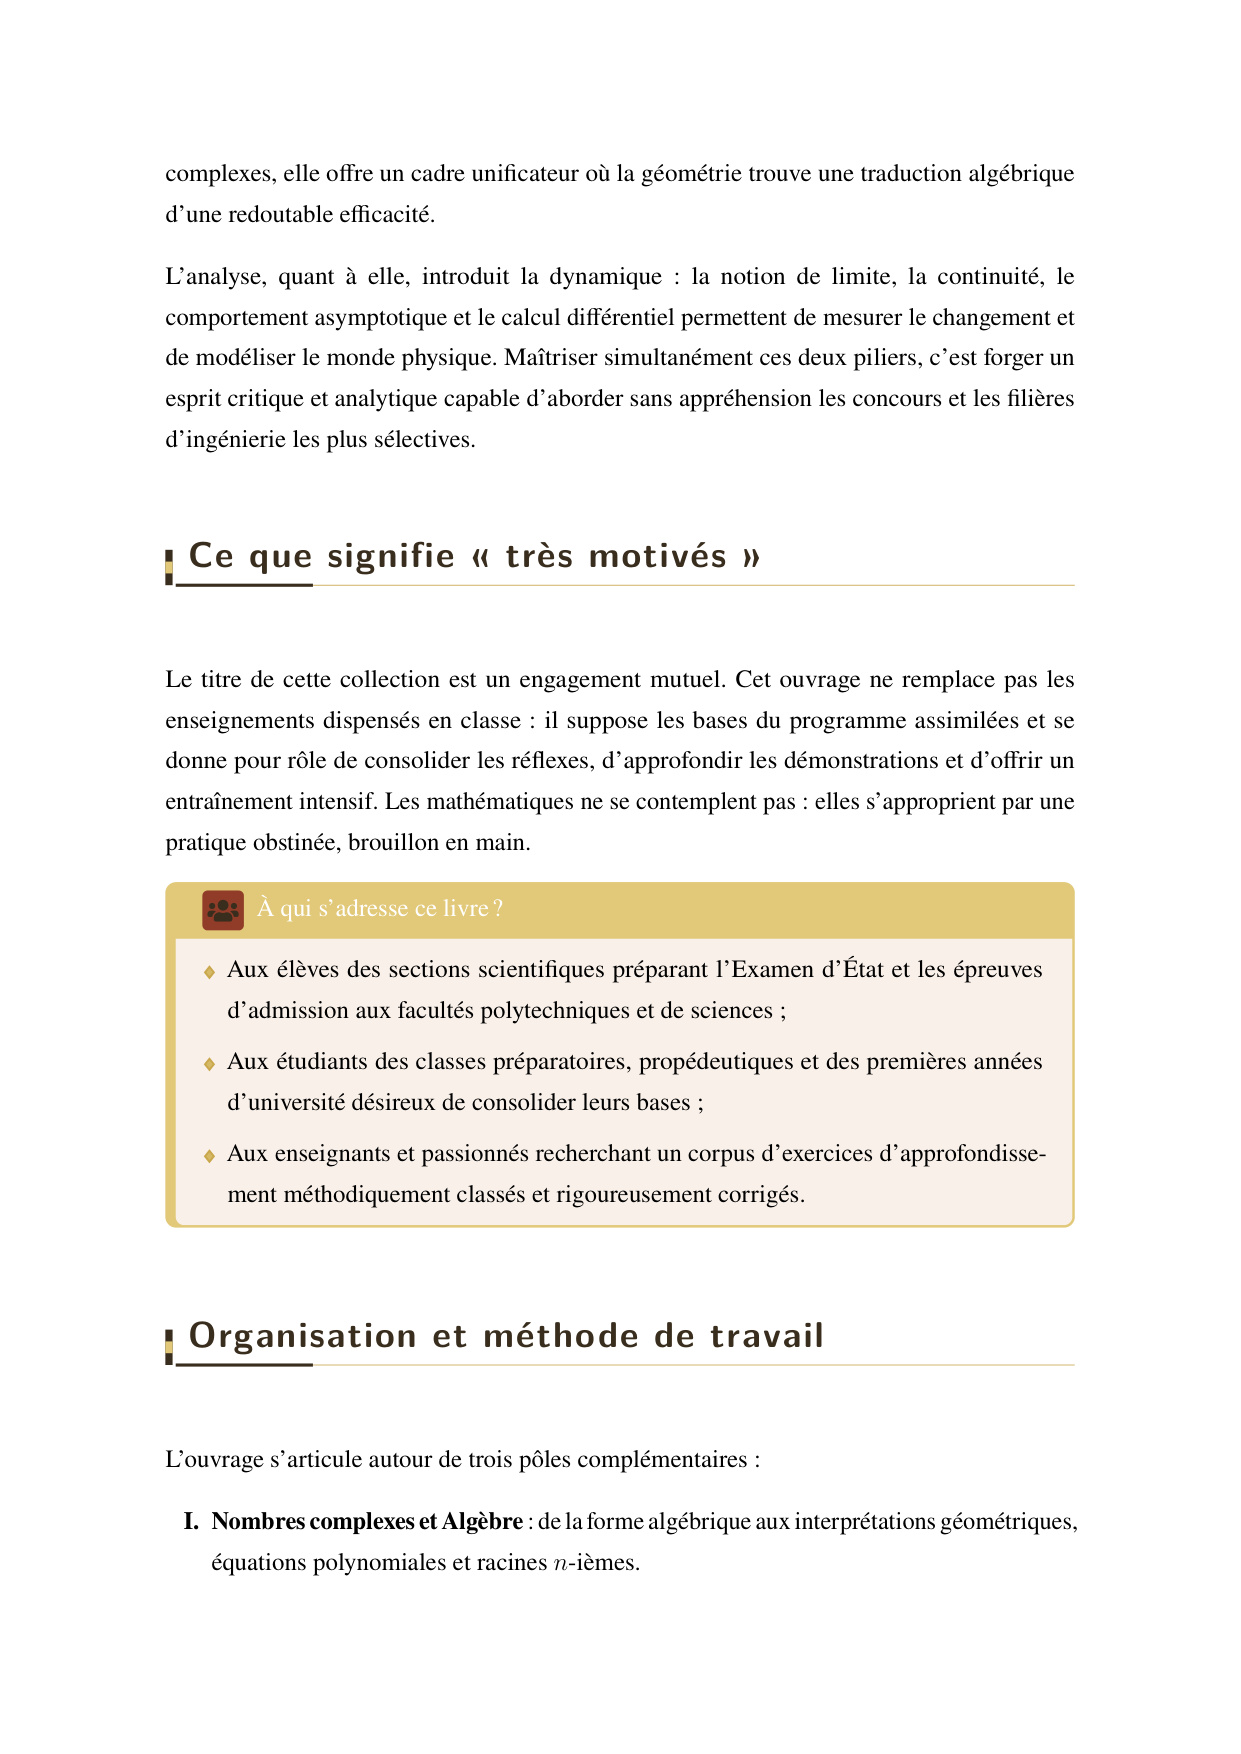 complexes, elle offre un cadre unificateur où la géométrie trouve une traduction algébrique
d’une redoutable efficacité.
L’analyse, quant à elle, introduit la dynamique : la notion de limite, la continuité, le
comportement asymptotique et le calcul différentiel permettent de mesurer le changement et
de modéliser le monde physique. Maîtriser simultanément ces deux piliers, c’est forger un
esprit critique et analytique capable d’aborder sans appréhension les concours et les filières
d’ingénierie les plus sélectives.
Ce que signifie « très motivés »
Le titre de cette collection est un engagement mutuel. Cet ouvrage ne remplace pas les
enseignements dispensés en classe : il suppose les bases du programme assimilées et se
donne pour rôle de consolider les réflexes, d’approfondir les démonstrations et d’offrir un
entraînement intensif. Les mathématiques ne se contemplent pas : elles s’approprient par une
pratique obstinée, brouillon en main.
À qui s’adresse ce livre ?
Aux élèves des sections scientifiques préparant l’Examen d’État et les épreuves
d’admission aux facultés polytechniques et de sciences ;
Aux étudiants des classes préparatoires, propédeutiques et des premières années
d’université désireux de consolider leurs bases ;
Aux enseignants et passionnés recherchant un corpus d’exercices d’approfondisse-
ment méthodiquement classés et rigoureusement corrigés.
Organisation et méthode de travail
L’ouvrage s’articule autour de trois pôles complémentaires :
I. Nombres complexes et Algèbre : de la forme algébrique aux interprétations géométriques,
équations polynomiales et racines n-ièmes.